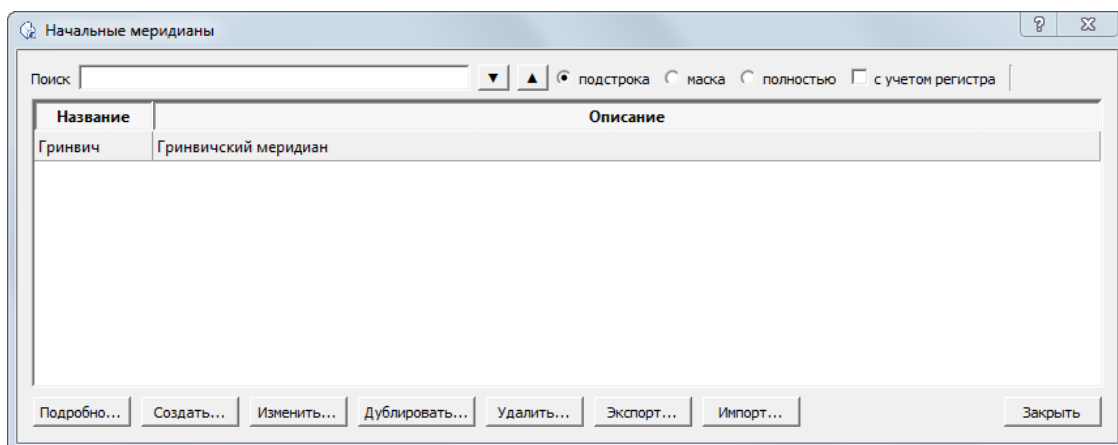 Начальные меридианы
Поиск ▼ ▲ подстрока маска полностью с учетом регистра
Название Описание
Гринвич Гринвичский меридиан
Подробно... Создать... Изменить... Дублировать... Удалить... Экспорт... Импорт... Закрыть